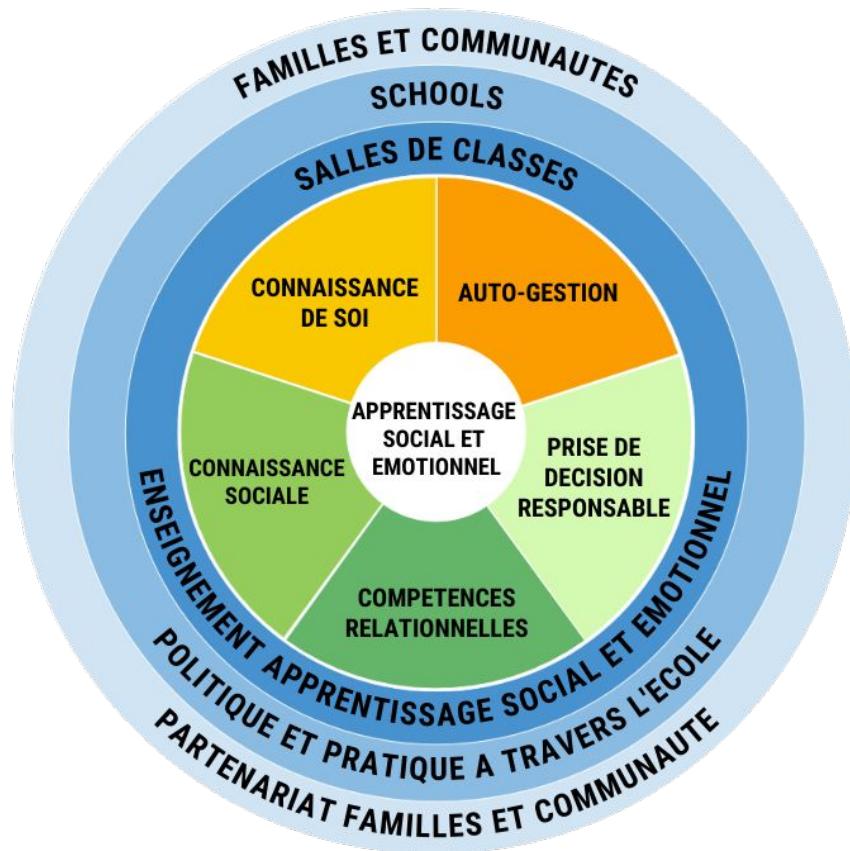 FAMILLES ET COMMUNAUTES
SCHOOLS
SALLES DE CLASSES
CONNAISSANCE
DE SOI
AUTO-GESTION
APPRENTISSAGE
SOCIAL ET
EMOTIONNEL
CONNAISSANCE
SOCIALE
PRISE DE
DECISION
RESPONSABLE
COMPETENCES
RELATIONNELLES
ENSEIGNEMENT APPRENTISSAGE SOCIAL ET EMOTIONNEL
POLITIQUE ET PRATIQUE A TRAVERS L'ECOLE
PARTENARIAT FAMILLES ET COMMUNAUTE